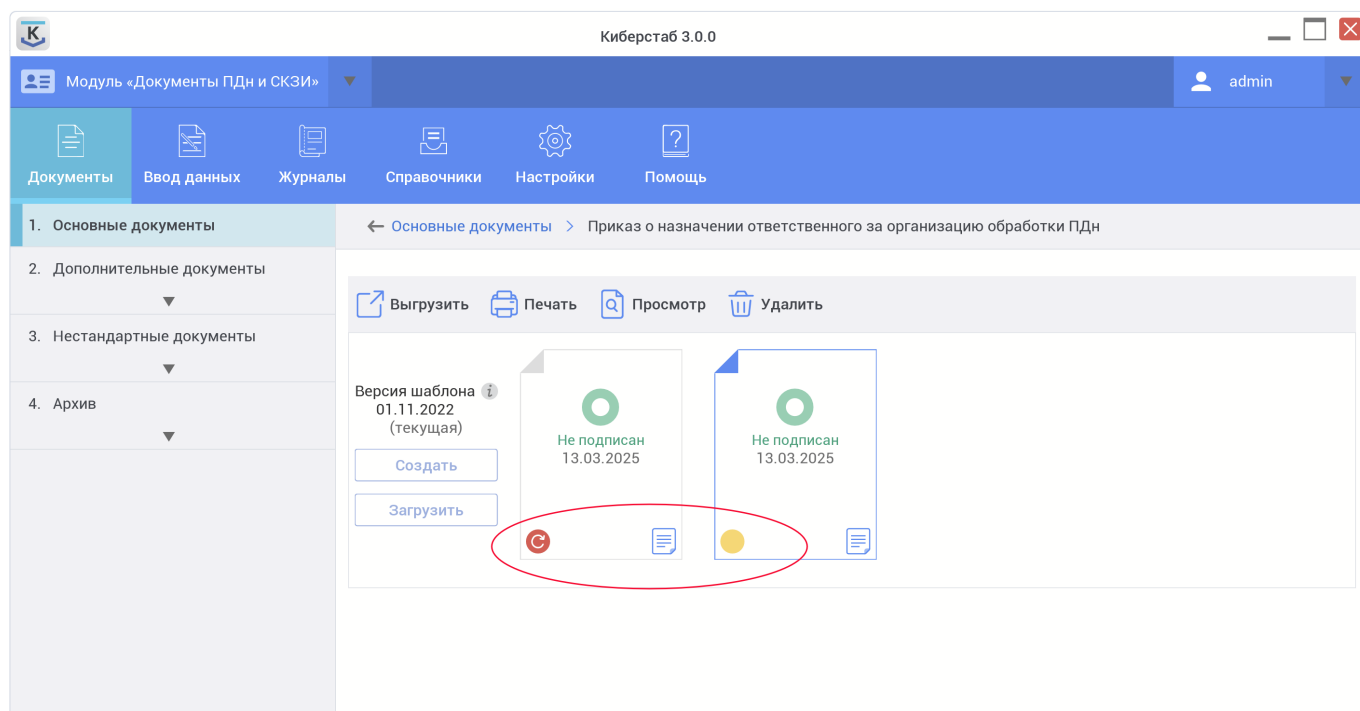 K
Киберстаб 3.0.0
Модуль «Документы ПДн и СКЗИ»
admin
Документы
Ввод данных
Журналы
Справочники
Настройки
Помощь
1. Основные документы
2. Дополнительные документы
3. Нестандартные документы
4. Архив
← Основные документы > Приказ о назначении ответственного за организацию обработки ПДн
Выгрузить
Печать
Просмотр
Удалить
Версия шаблона i
01.11.2022
(текущая)
Создать
Загрузить
Не подписан
13.03.2025
Не подписан
13.03.2025